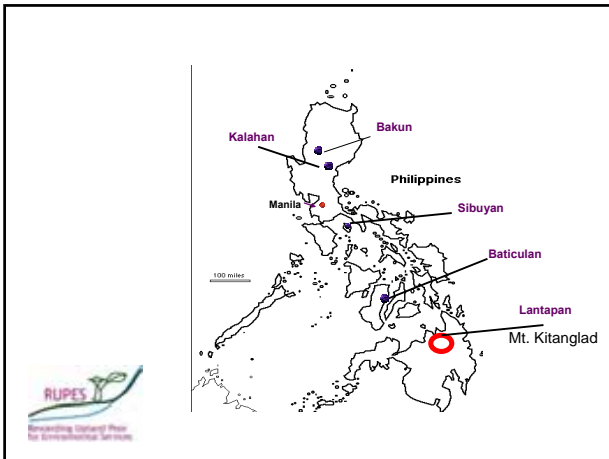 Bakun
Kalahan
Philippines
Manila
Sibuyan
Baticulan
100 miles
Lantapan
Mt. Kitanglad
RUPES
Rewarding Upland Poor
for Environmental Services